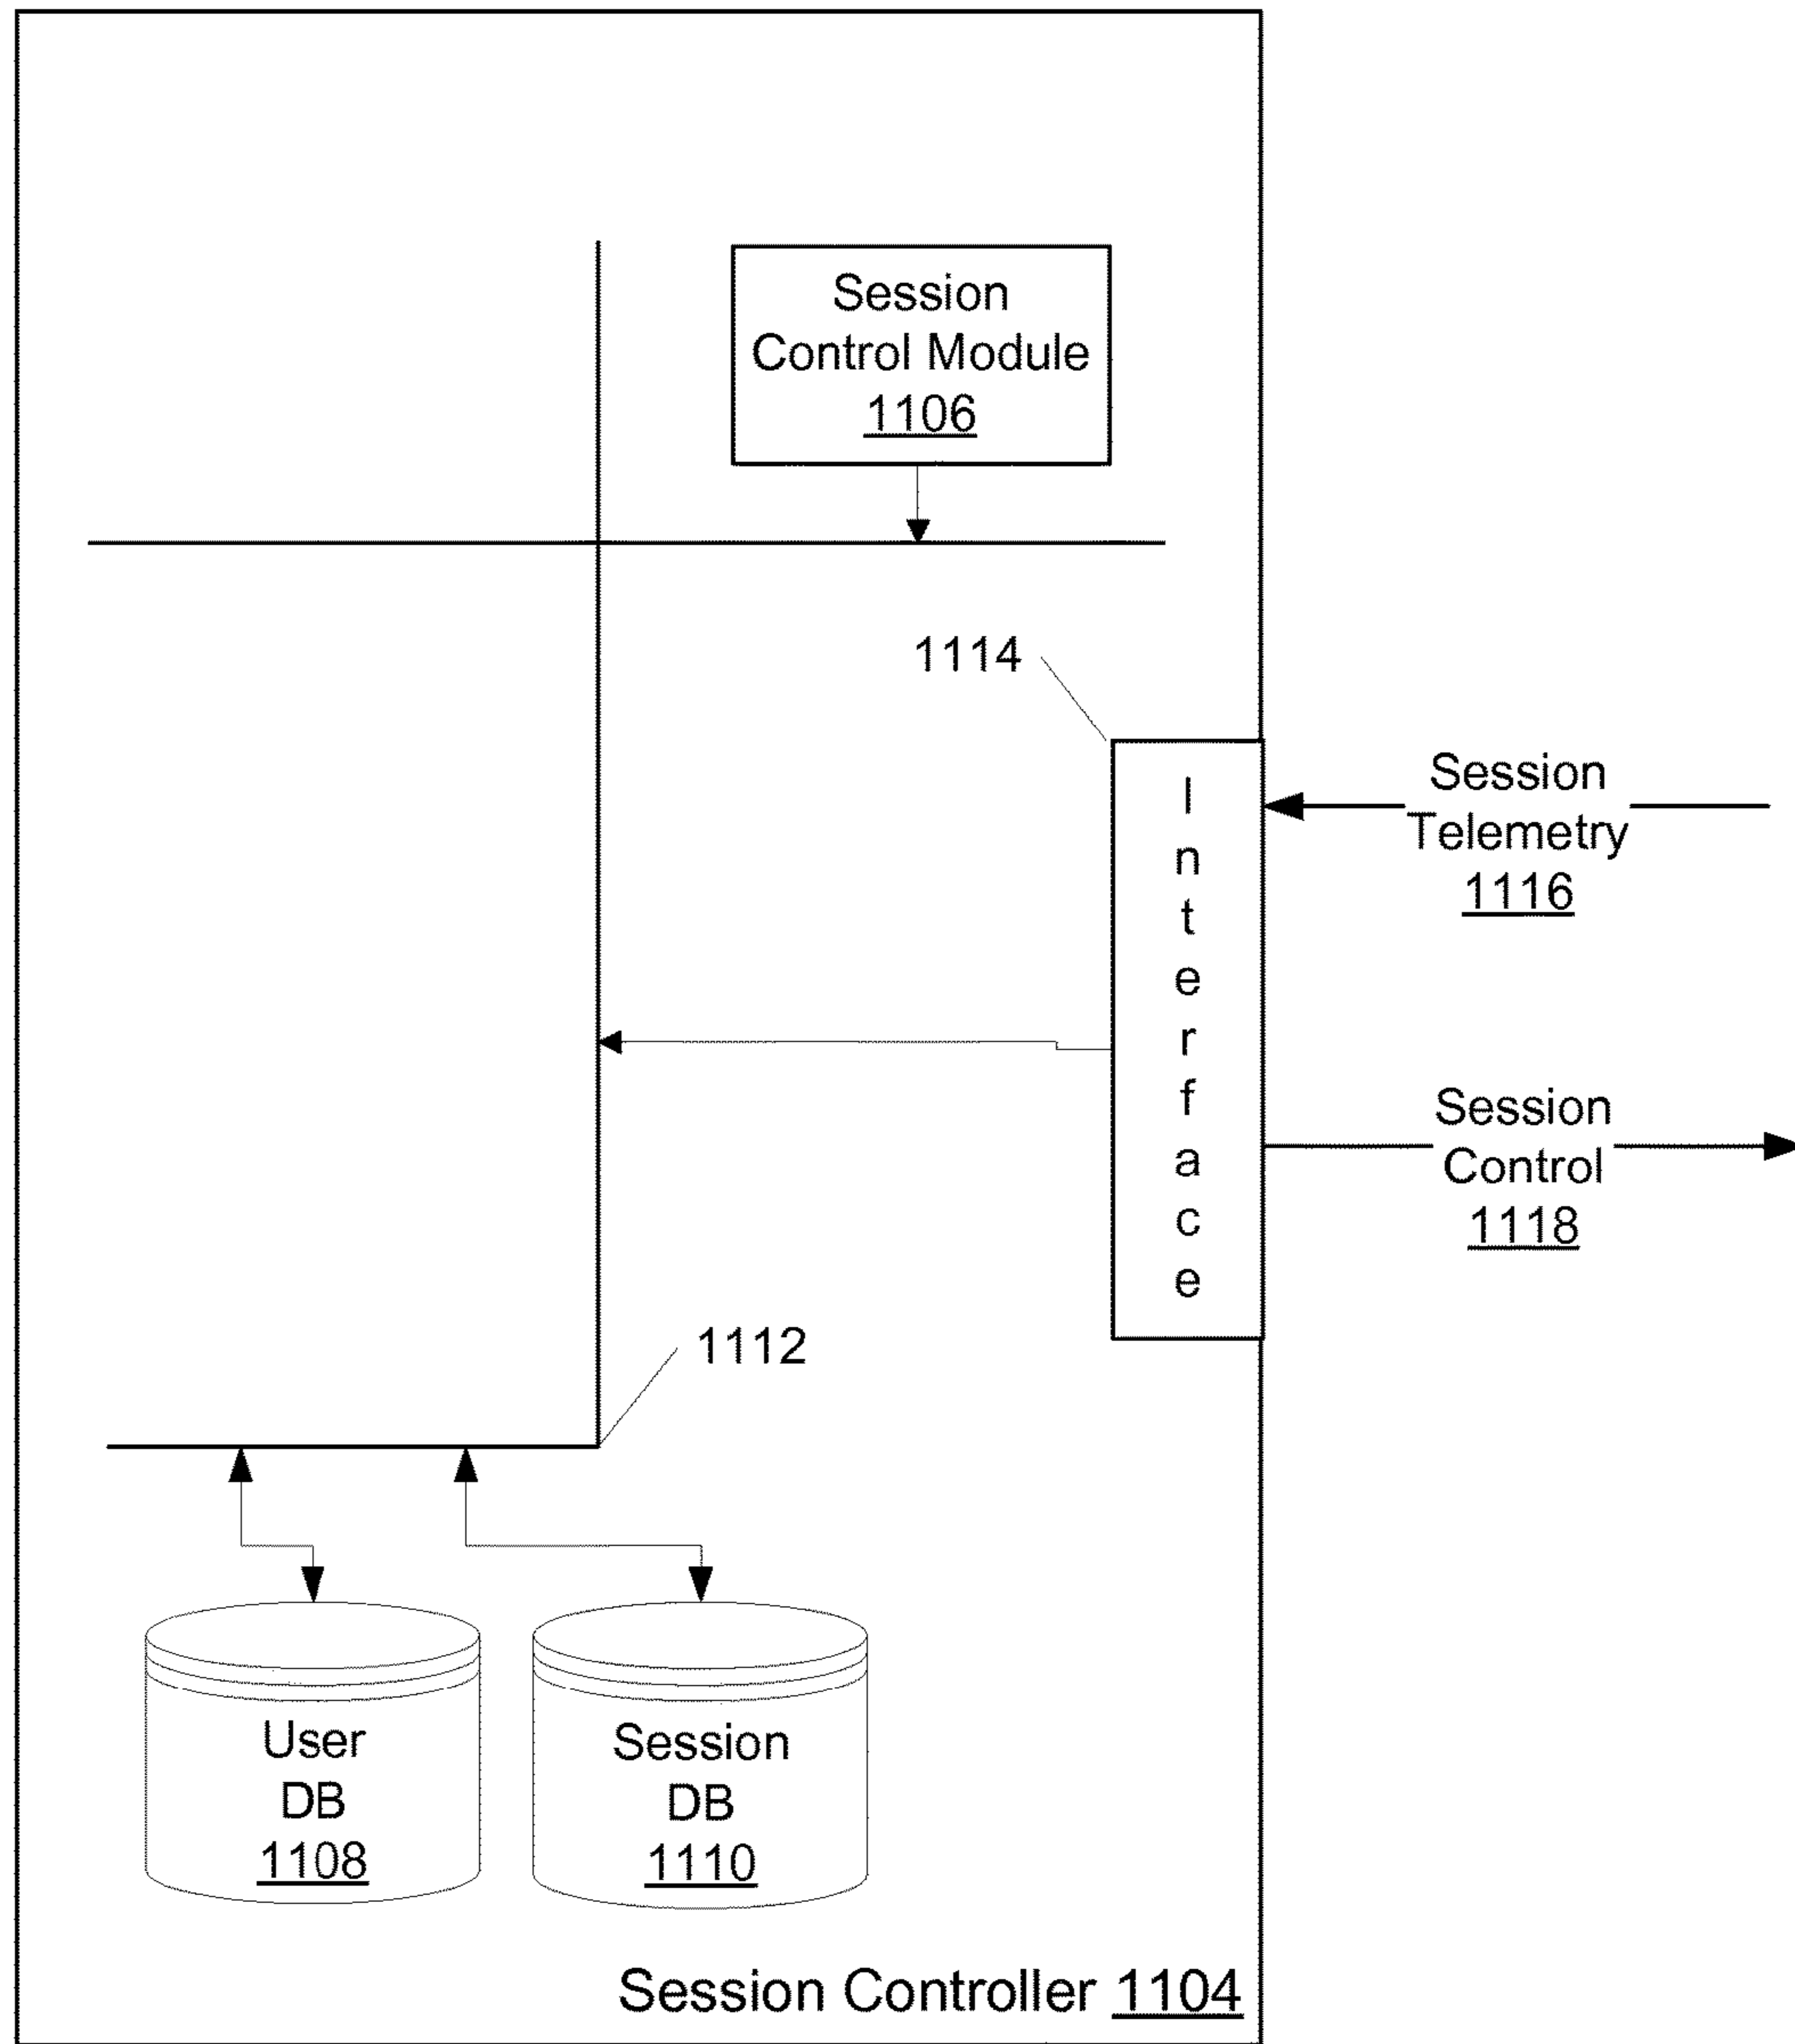 Session
Control Module
1106
1114
Interface
Session
Telemetry
1116
Session
Control
1118
1112
User
DB
1108
Session
DB
1110
Session Controller 1104